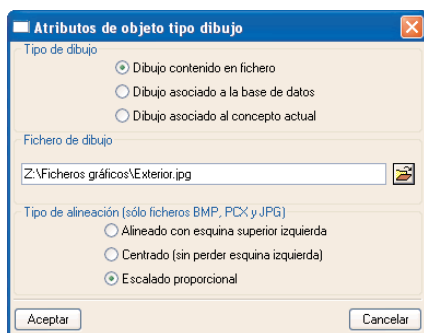 Atributos de objeto tipo dibujo
Tipo de dibujo
Dibujo contenido en fichero
Dibujo asociado a la base de datos
Dibujo asociado al concepto actual
Fichero de dibujo
Z:\Ficheros gráficos\Exterior.jpg
Tipo de alineación (sólo ficheros BMP, PCX y JPG)
Alineado con esquina superior izquierda
Centrado (sin perder esquina izquierda)
Escalado proporcional
Aceptar Cancelar